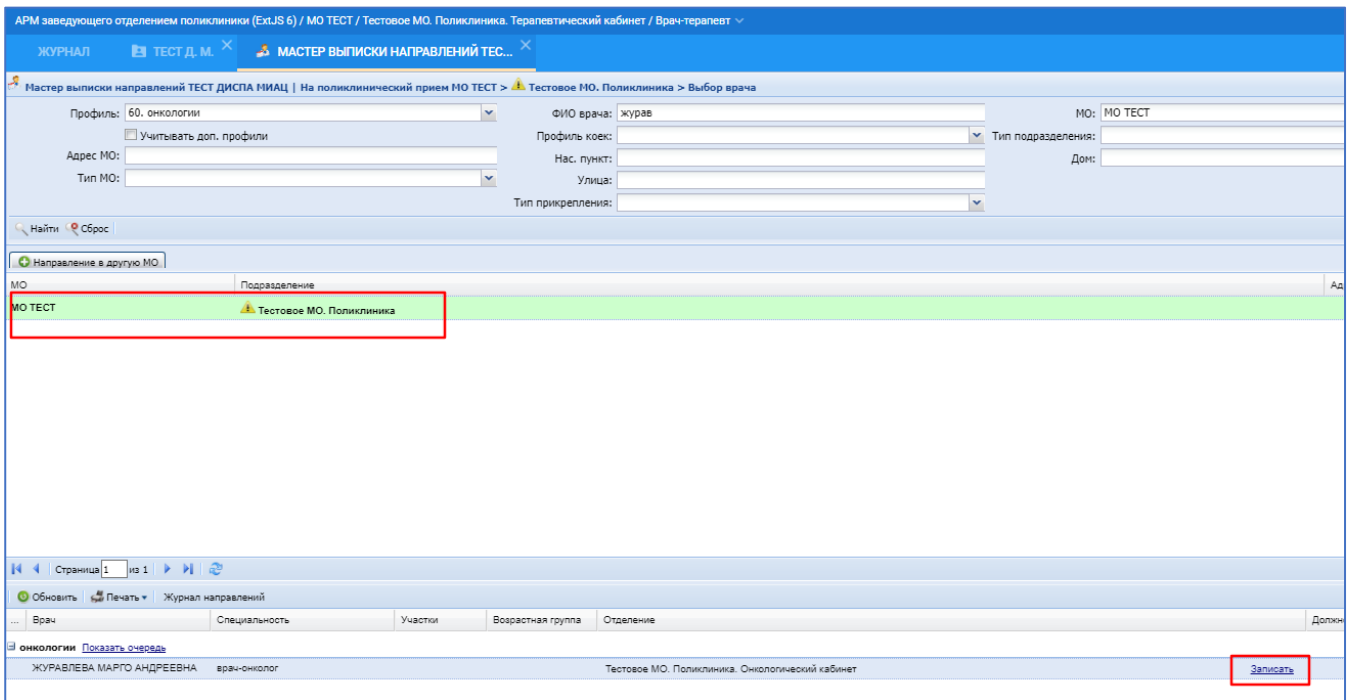 АРМ заведующего отделением поликлиники (ExtJS 6) / МО ТЕСТ / Тестовое МО. Поликлиника. Терапевтический кабинет / Врач-терапевт
ЖУРНАЛ ТЕСТ Д. М. МАСТЕР ВЫПИСКИ НАПРАВЛЕНИЙ ТЕС...
Мастер выписки направлений ТЕСТ ДИСПА МИАЦ | На поликлинический прием МО ТЕСТ > Тестовое МО. Поликлиника > Выбор врача
Профиль: 60. онкологии ФИО врача: журав МО: МО ТЕСТ
Учитывать доп. профили Профиль коек: Тип подразделения:
Адрес МО: Нас. пункт: Дом:
Тип МО: Улица:
Тип прикрепления:
Найти Сброс
Направление в другую МО
МО Подразделение Ад
МО ТЕСТ Тестовое МО. Поликлиника
Страница 1 из 1
Обновить Печать Журнал направлений
... Врач Специальность Участки Возрастная группа Отделение Должн
онкологии Показать очередь
ЖУРАВЛЕВА МАРГО АНДРЕЕВНА врач-онколог Тестовое МО. Поликлиника. Онкологический кабинет Записать